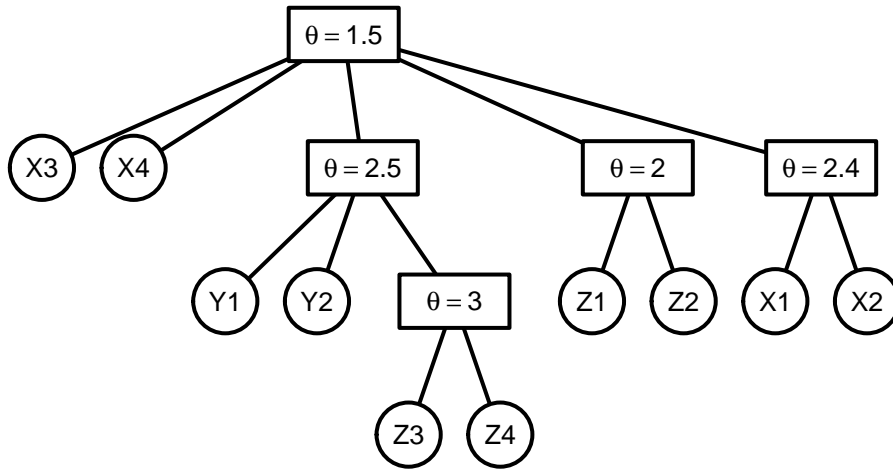 θ = 1.5
X3 X4 θ = 2.5 θ = 2 θ = 2.4
Y1 Y2 θ = 3 Z1 Z2 X1 X2
Z3 Z4